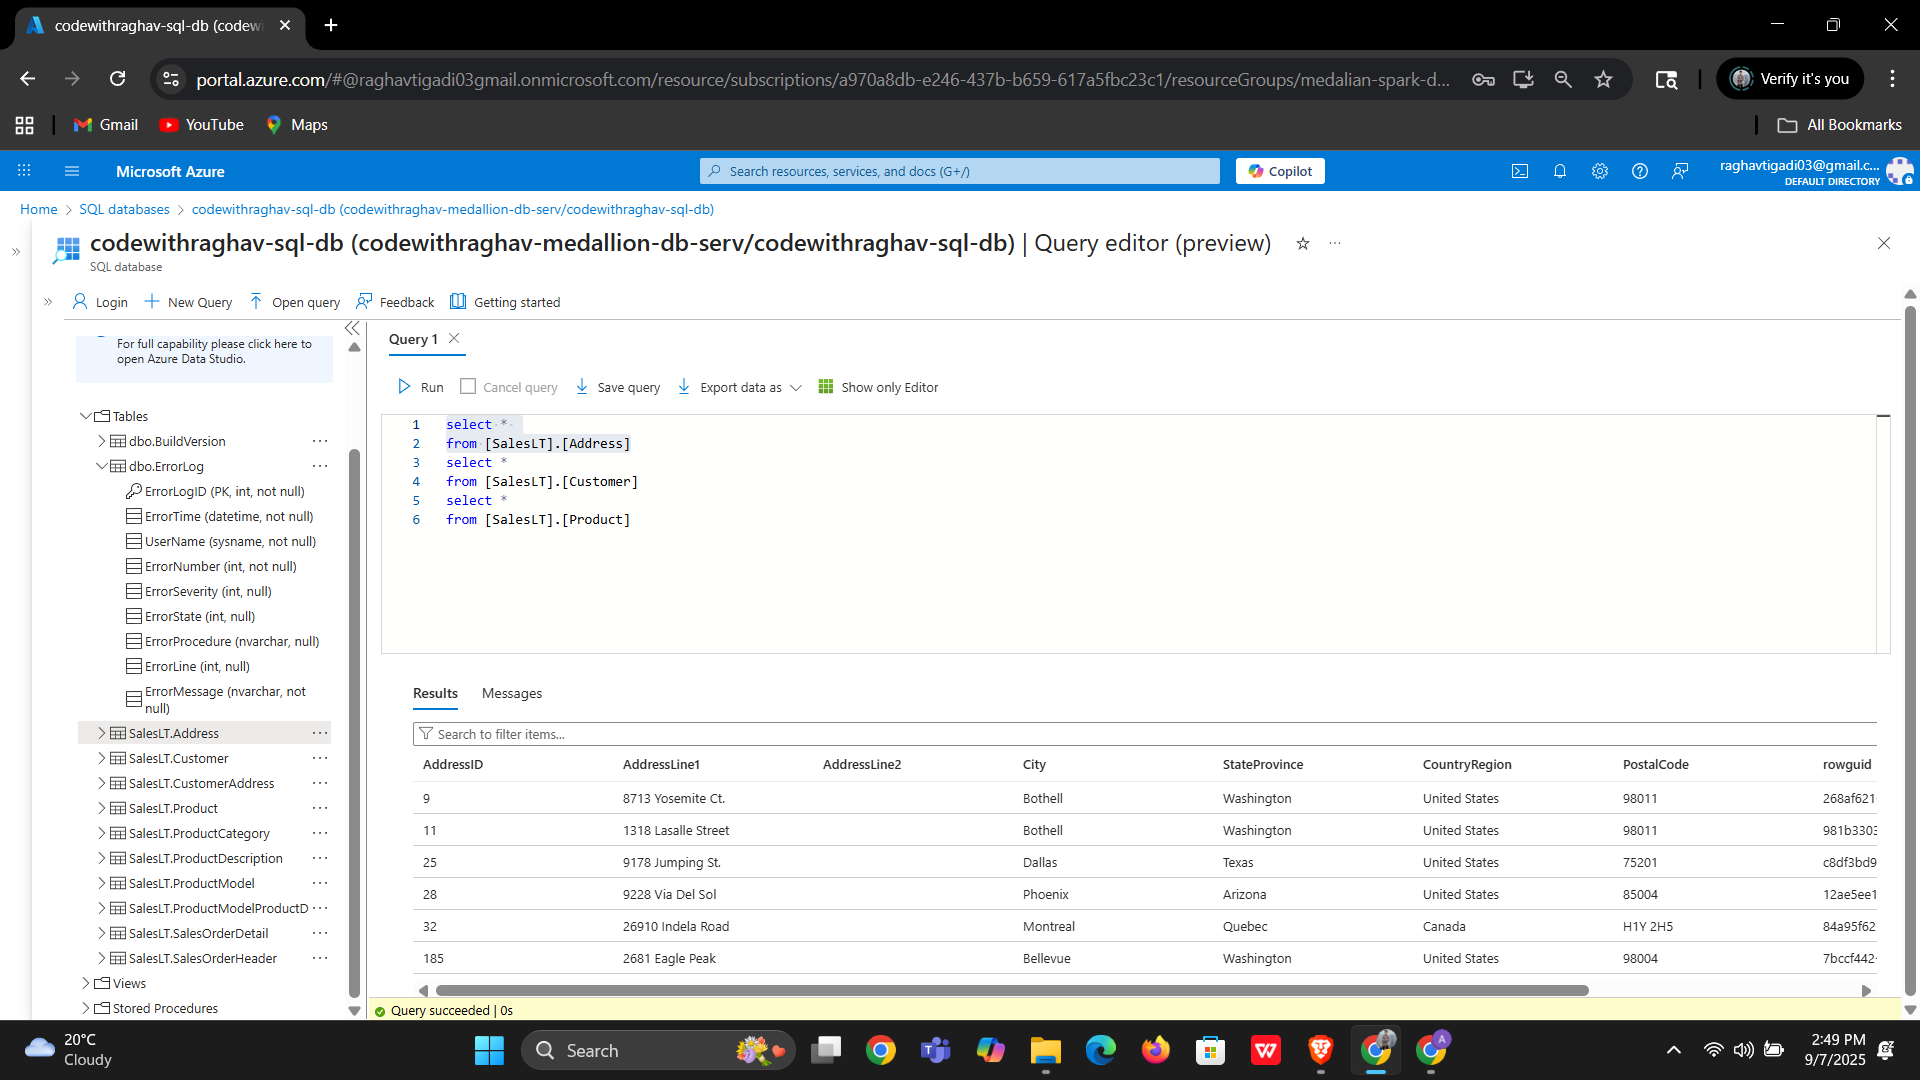 codewithraghav-sql-db (codew
portal.azure.com/#@raghavtigadi03gmail.onmicrosoft.com/resource/subscriptions/a970a8db-e246-437b-b659-617a5fbc23c1/resourceGroups/medalian-spark-d...
Verify it's you
Gmail
YouTube
Maps
All Bookmarks
Microsoft Azure
Search resources, services, and docs (G+/)
Copilot
raghavtigadi03@gmail.c...
DEFAULT DIRECTORY
Home > SQL databases > codewithraghav-sql-db (codewithraghav-medallion-db-serv/codewithraghav-sql-db)
codewithraghav-sql-db (codewithraghav-medallion-db-serv/codewithraghav-sql-db) | Query editor (preview)
SQL database
Login
New Query
Open query
Feedback
Getting started
For full capability please click here to
open Azure Data Studio.
Tables
dbo.BuildVersion
dbo.ErrorLog
ErrorLogID (PK, int, not null)
ErrorTime (datetime, not null)
UserName (sysname, not null)
ErrorNumber (int, not null)
ErrorSeverity (int, null)
ErrorState (int, null)
ErrorProcedure (nvarchar, null)
ErrorLine (int, null)
ErrorMessage (nvarchar, not
null)
SalesLT.Address
SalesLT.Customer
SalesLT.CustomerAddress
SalesLT.Product
SalesLT.ProductCategory
SalesLT.ProductDescription
SalesLT.ProductModel
SalesLT.ProductModelProductD
SalesLT.SalesOrderDetail
SalesLT.SalesOrderHeader
Views
Stored Procedures
Query 1
Run
Cancel query
Save query
Export data as
Show only Editor
1 select *
2 from [SalesLT].[Address]
3 select *
4 from [SalesLT].[Customer]
5 select *
6 from [SalesLT].[Product]
Results
Messages
Search to filter items...
AddressID AddressLine1 AddressLine2 City StateProvince CountryRegion PostalCode rowguid
9 8713 Yosemite Ct. Bothell Washington United States 98011 268af621
11 1318 Lasalle Street Bothell Washington United States 98011 981b3303
25 9178 Jumping St. Dallas Texas United States 75201 c8df3bd9
28 9228 Via Del Sol Phoenix Arizona United States 85004 12ae5ee1
32 26910 Indela Road Montreal Quebec Canada H1Y 2H5 84a95f62
185 2681 Eagle Peak Bellevue Washington United States 98004 7bccf442
Query succeeded | 0s
20°C
Cloudy
Search
2:49 PM
9/7/2025